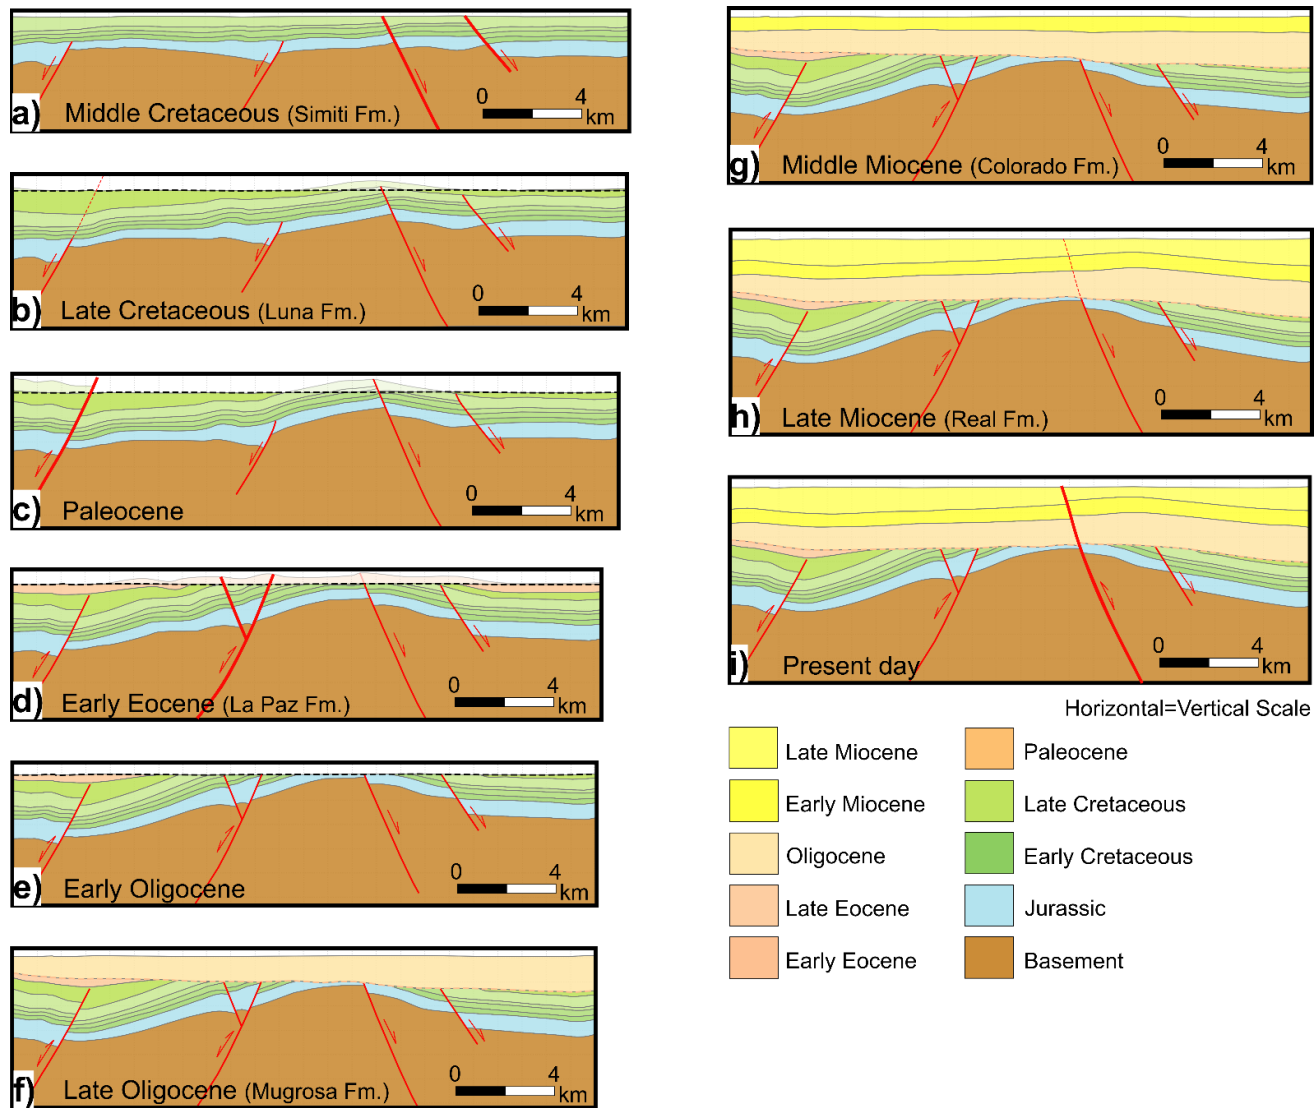 a) Middle Cretaceous (Simiti Fm.)
0 4
km
b) Late Cretaceous (Luna Fm.)
0 4
km
c) Paleocene
0 4
km
d) Early Eocene (La Paz Fm.)
0 4
km
e) Early Oligocene
0 4
km
f) Late Oligocene (Mugrosa Fm.)
0 4
km
g) Middle Miocene (Colorado Fm.)
0 4
km
h) Late Miocene (Real Fm.)
0 4
km
i) Present day
0 4
km
Horizontal=Vertical Scale
Late Miocene
Early Miocene
Oligocene
Late Eocene
Early Eocene
Paleocene
Late Cretaceous
Early Cretaceous
Jurassic
Basement